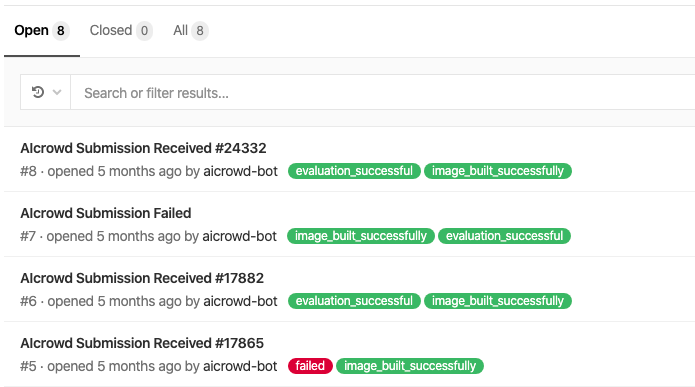 Open 8 Closed 0 All 8
Search or filter results...
AIcrowd Submission Received #24332
#8 · opened 5 months ago by aicrowd-bot evaluation_successful image_built_successfully
AIcrowd Submission Failed
#7 · opened 5 months ago by aicrowd-bot image_built_successfully evaluation_successful
AIcrowd Submission Received #17882
#6 · opened 5 months ago by aicrowd-bot evaluation_successful image_built_successfully
AIcrowd Submission Received #17865
#5 · opened 5 months ago by aicrowd-bot failed image_built_successfully